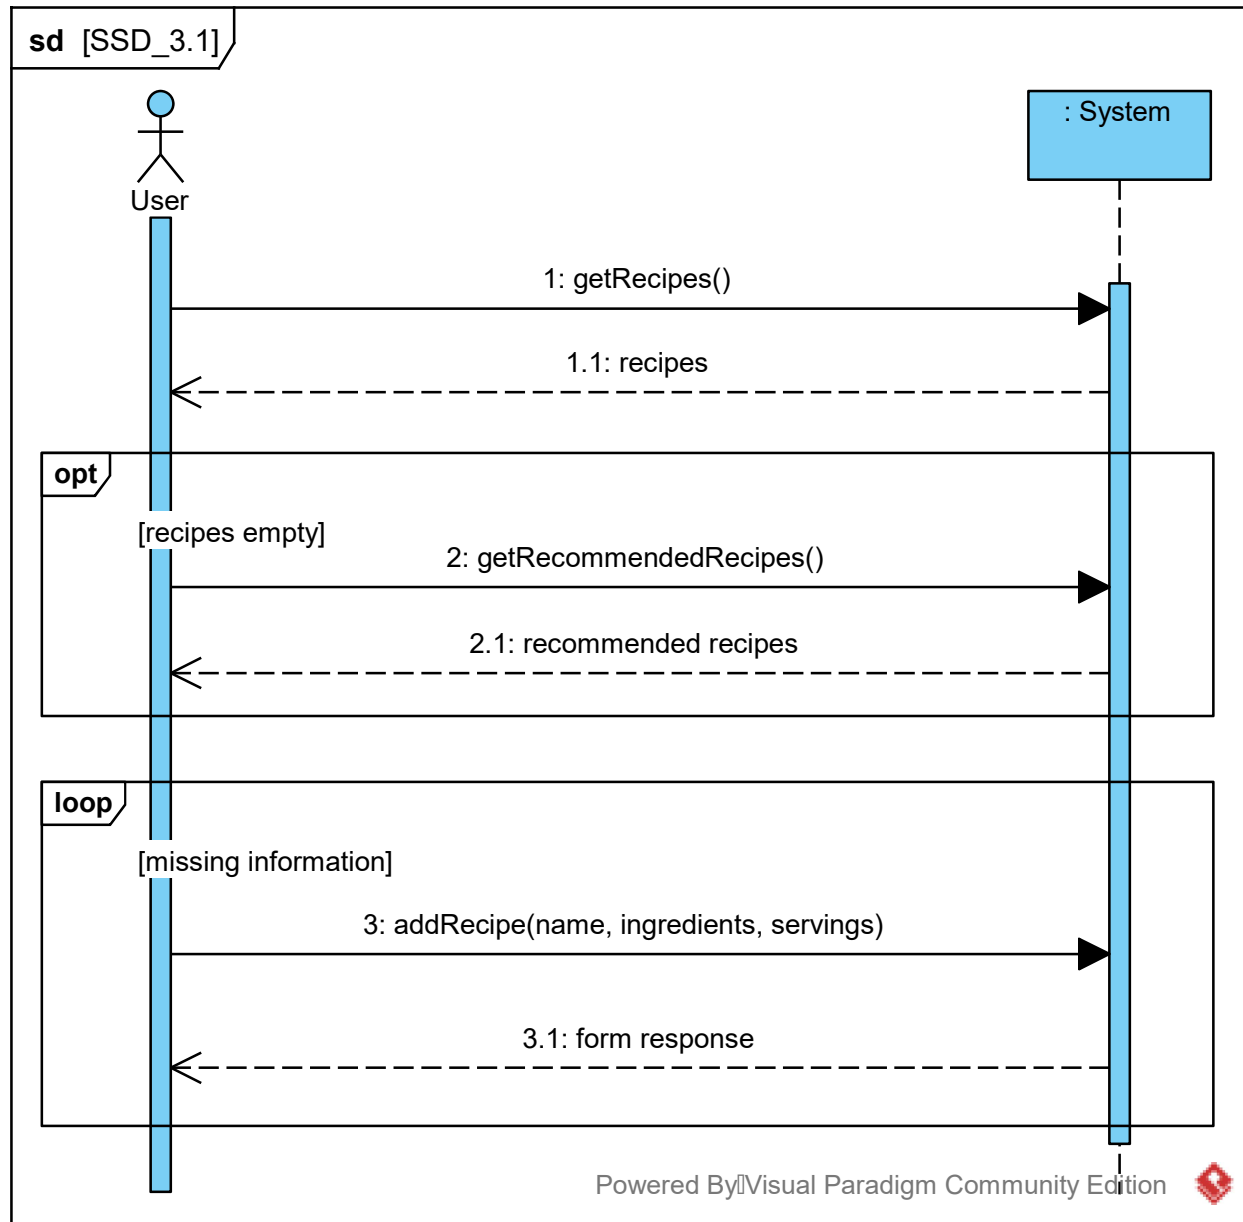 sd [SSD_3.1]
: System
User
1: getRecipes()
1.1: recipes
opt
[recipes empty]
2: getRecommendedRecipes()
2.1: recommended recipes
loop
[missing information]
3: addRecipe(name, ingredients, servings)
3.1: form response
Powered By Visual Paradigm Community Edition